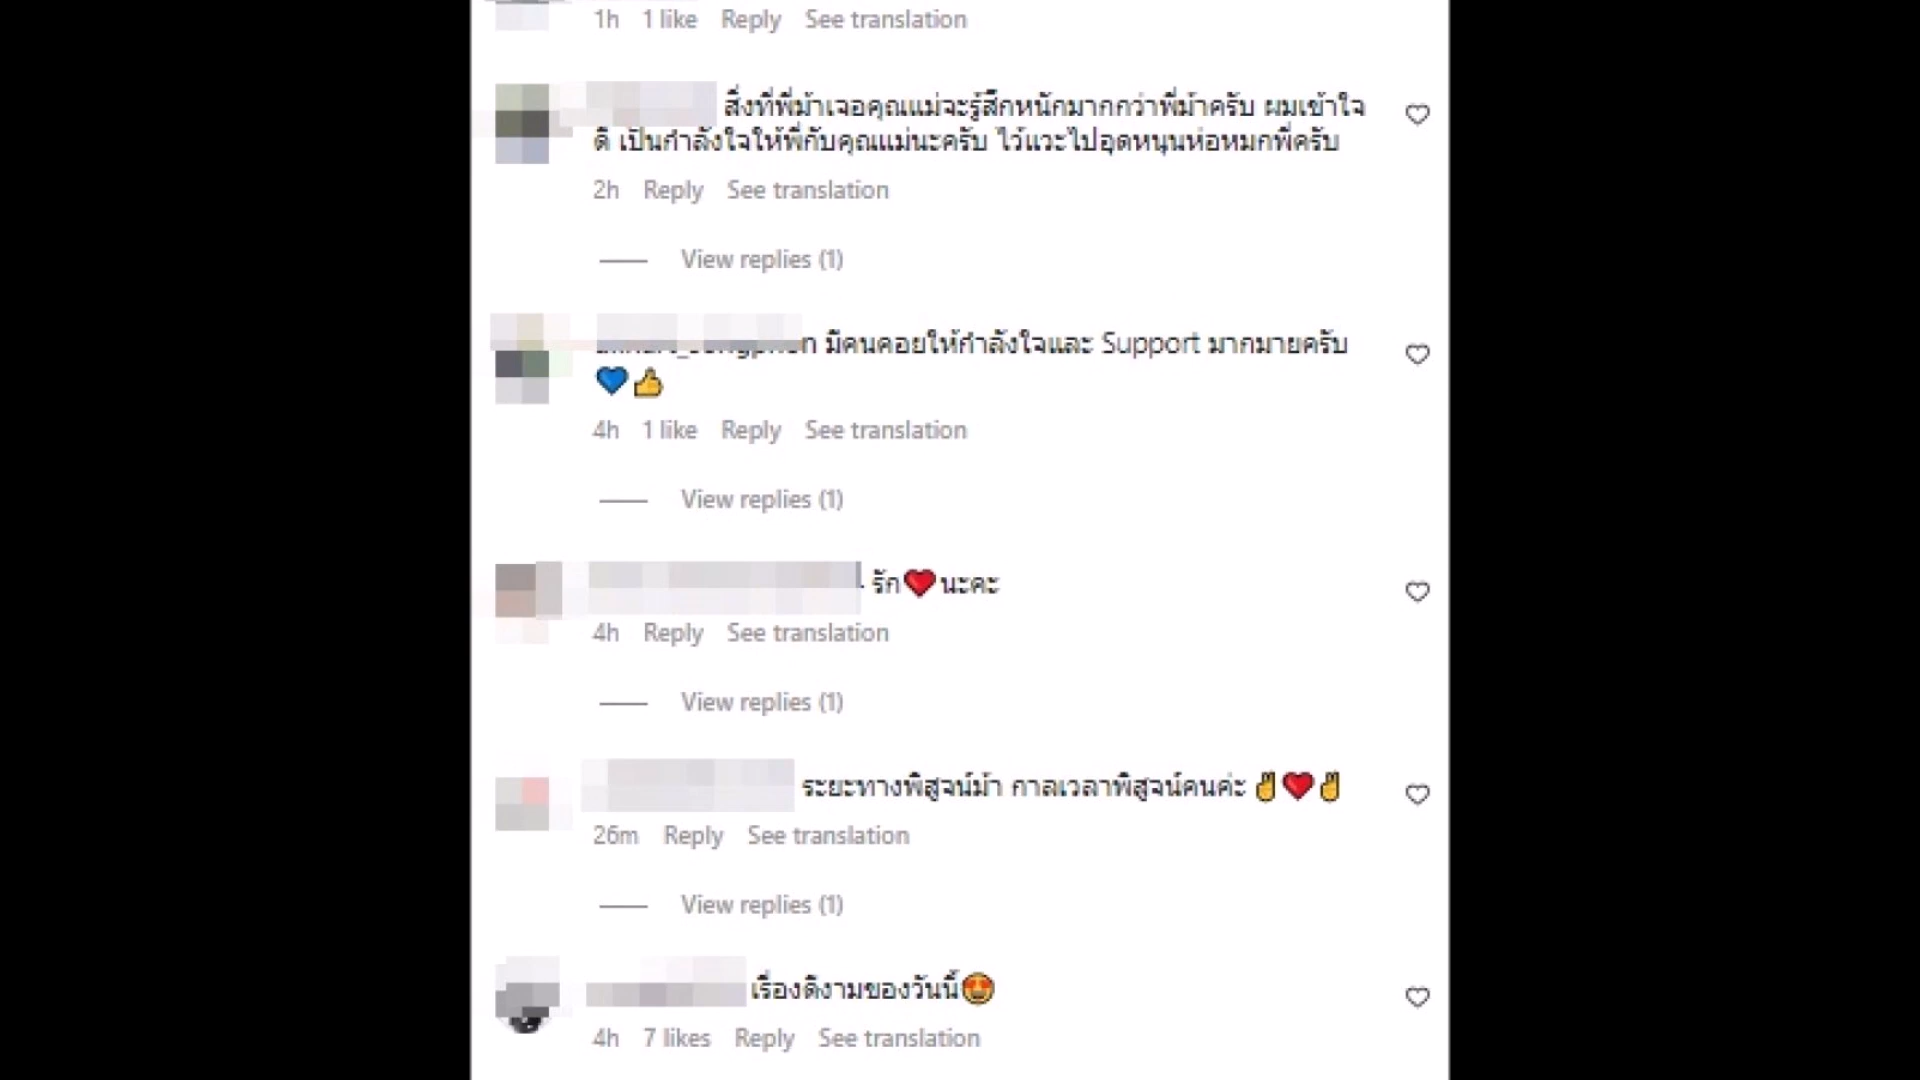 1h 1 like Reply See translation
สิ่งที่พี่ม้าเจอคุณแม่จะรู้สึกหนักมากกว่าพี่ม้าครับ ผมเข้าใจ
ดี เป็นกำลังใจให้พี่กับคุณแม่นะครับ ไว้แวะไปอุดหนุนห่อหมกพี่ครับ
2h Reply See translation
View replies (1)
มีคนคอยให้กำลังใจและ Support มากมายครับ
💙👍
4h 1 like Reply See translation
View replies (1)
รัก❤️นะคะ
4h Reply See translation
View replies (1)
ระยะทางพิสูจน์ม้า กาลเวลาพิสูจน์คนค่ะ ✌️❤️✌️
26m Reply See translation
View replies (1)
เรื่องดีงามของวันนี้😍
4h 7 likes Reply See translation